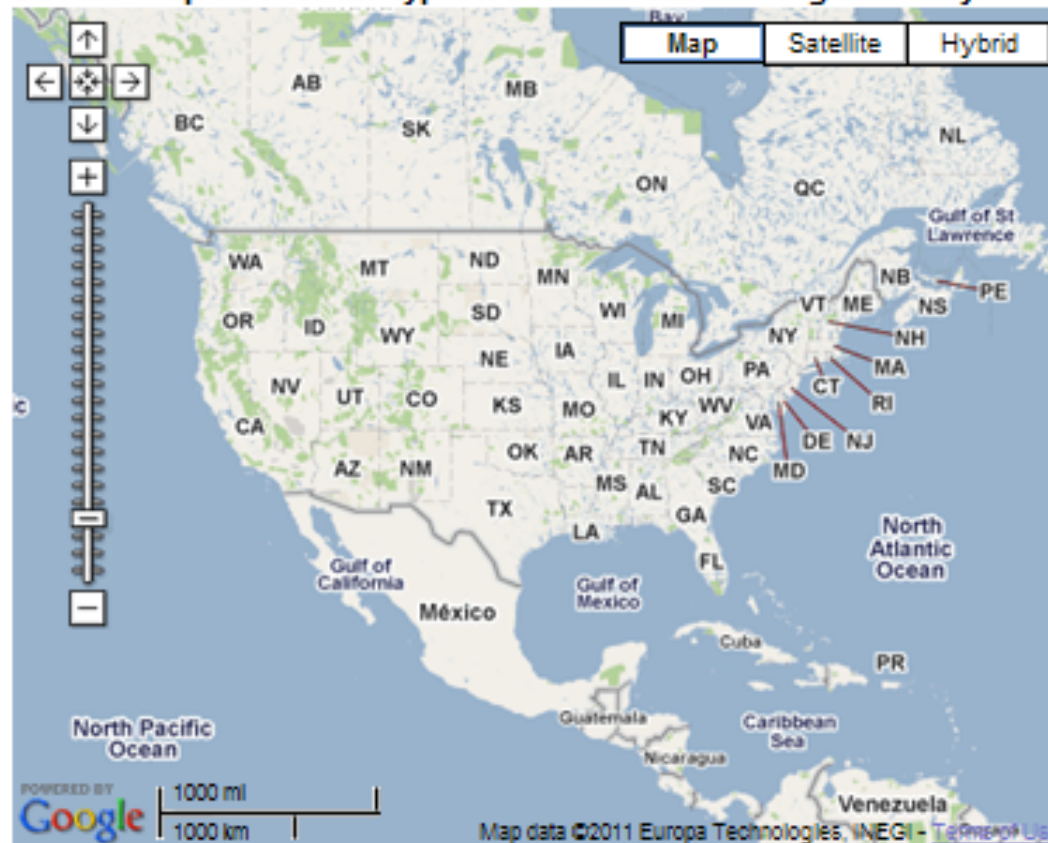 Bay
Map
Satellite
Hybrid
AB
MB
BC
SK
NL
ON
QC
Gulf of St
Lawrence
WA
MT
ND
MN
NB
PE
OR
ID
SD
WI
MI
VT
ME
NS
WY
NY
NH
NE
IA
MA
NV
UT
CO
KS
IL
IN
OH
PA
CT
RI
CA
MO
KY
WV
VA
DE
NJ
AZ
NM
OK
AR
TN
NC
MD
MS
AL
SC
TX
LA
GA
FL
North
Atlantic
Ocean
Gulf of
California
Gulf of
Mexico
México
Cuba
PR
North Pacific
Ocean
Guatemala
Caribbean
Sea
Nicaragua
Venezuela
POWERED BY
Google
1000 mi
1000 km
Map data ©2011 Europa Technologies, INEGI - Terms of Us